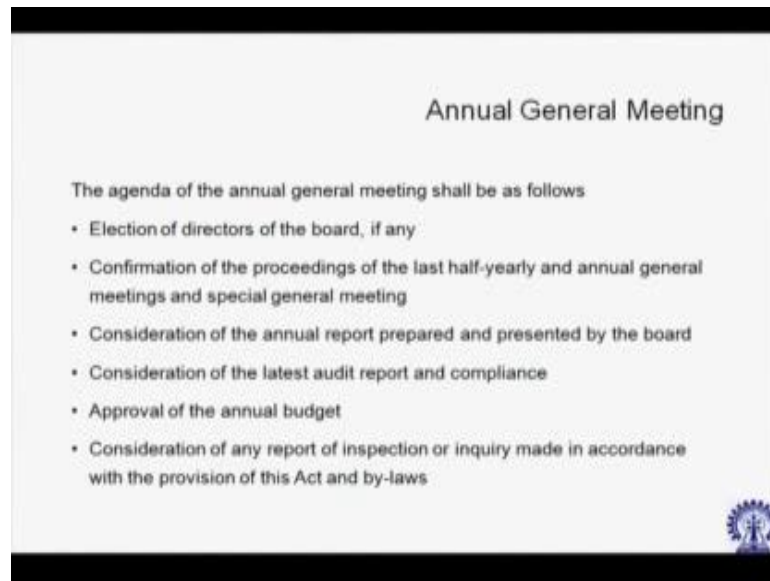 Annual General Meeting
The agenda of the annual general meeting shall be as follows
• Election of directors of the board, if any
• Confirmation of the proceedings of the last half-yearly and annual general
meetings and special general meeting
• Consideration of the annual report prepared and presented by the board
• Consideration of the latest audit report and compliance
• Approval of the annual budget
• Consideration of any report of inspection or inquiry made in accordance
with the provision of this Act and by-laws